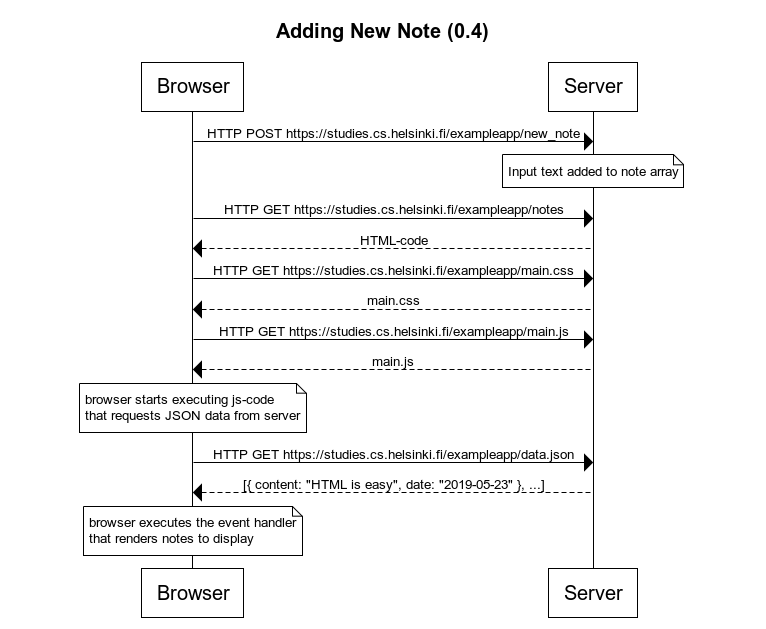 Adding New Note (0.4)
Browser
Server
HTTP POST https://studies.cs.helsinki.fi/exampleapp/new_note
Input text added to note array
HTTP GET https://studies.cs.helsinki.fi/exampleapp/notes
HTML-code
HTTP GET https://studies.cs.helsinki.fi/exampleapp/main.css
main.css
HTTP GET https://studies.cs.helsinki.fi/exampleapp/main.js
main.js
browser starts executing js-code
that requests JSON data from server
HTTP GET https://studies.cs.helsinki.fi/exampleapp/data.json
[{ content: "HTML is easy", date: "2019-05-23" }, ...]
browser executes the event handler
that renders notes to display
Browser
Server